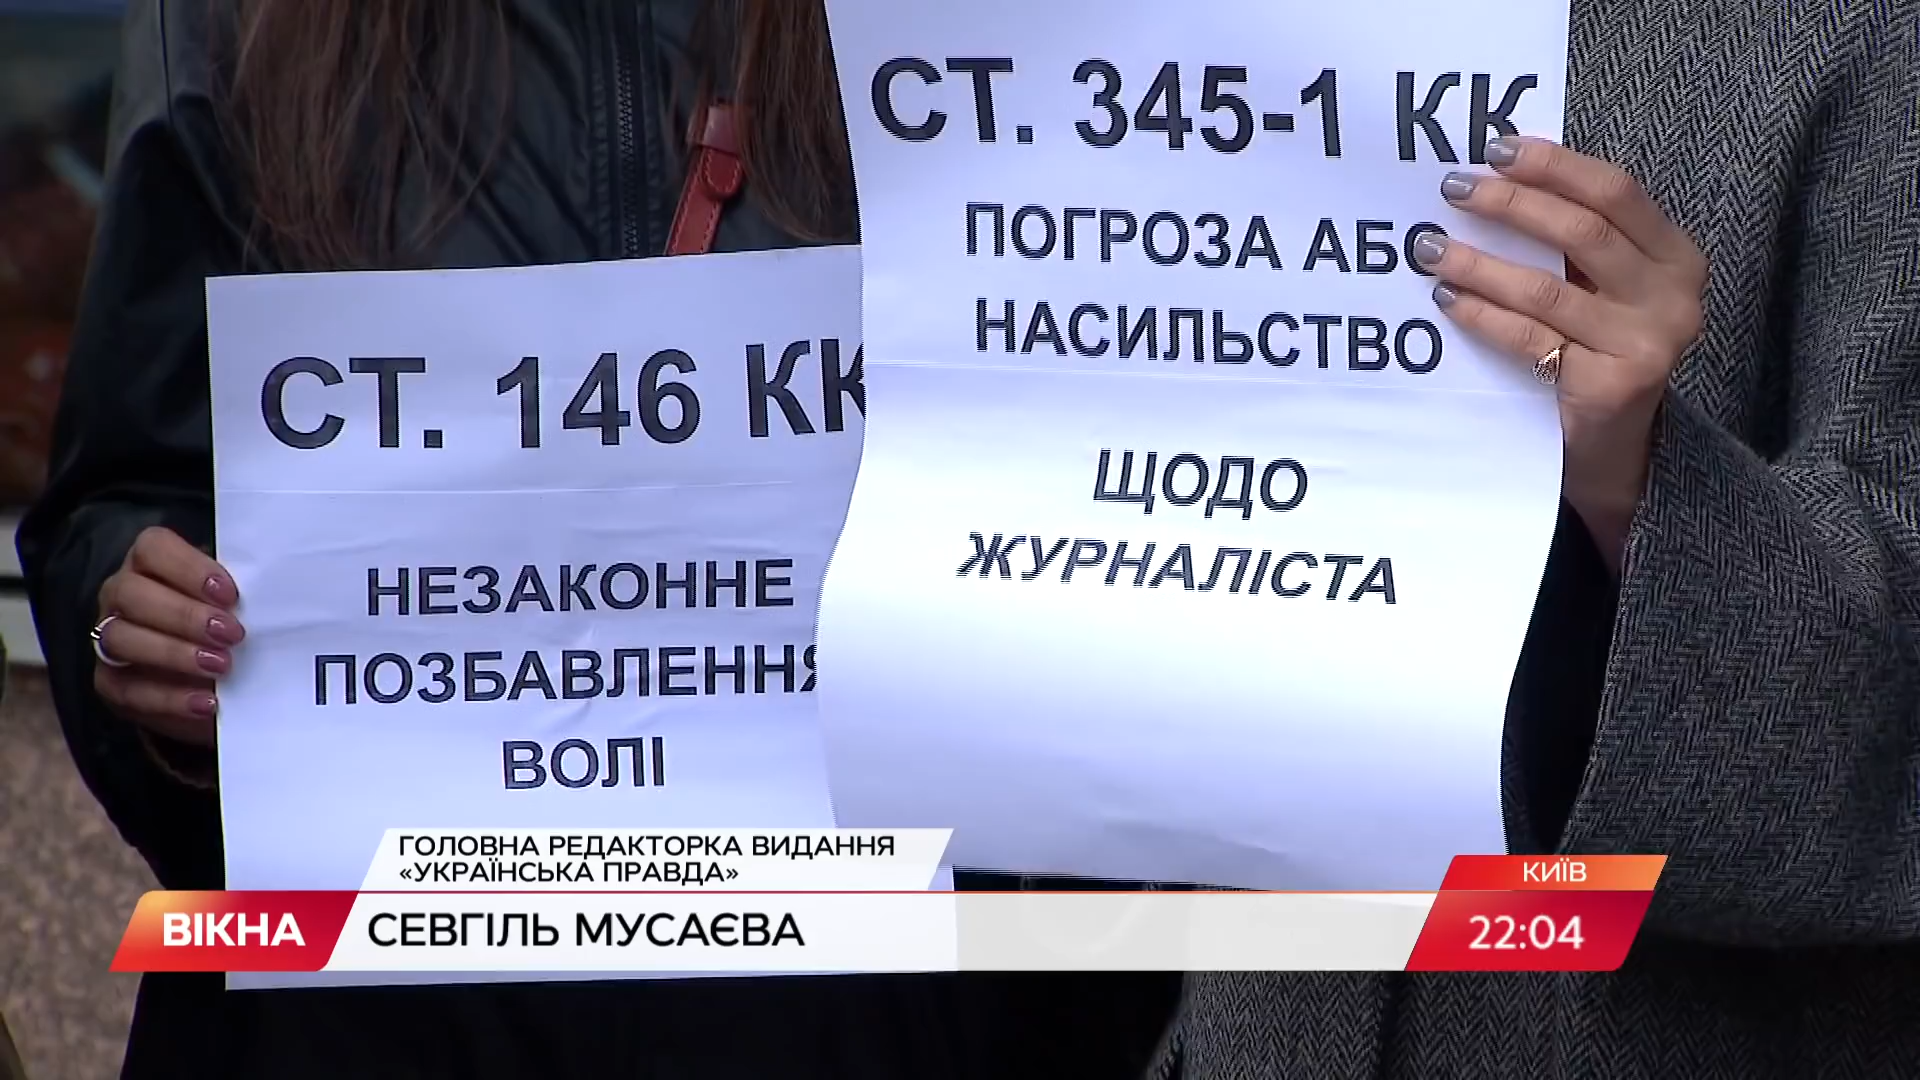 СТ. 345-1 КК
ПОГРОЗА АБО
НАСИЛЬСТВО
ЩОДО
ЖУРНАЛІСТА
СТ. 146 КК
НЕЗАКОННЕ
ПОЗБАВЛЕННЯ
ВОЛІ
ГОЛОВНА РЕДАКТОРКА ВИДАННЯ
«УКРАЇНСЬКА ПРАВДА»
ВІКНА
СЕВГІЛЬ МУСАЄВА
КИЇВ
22:04